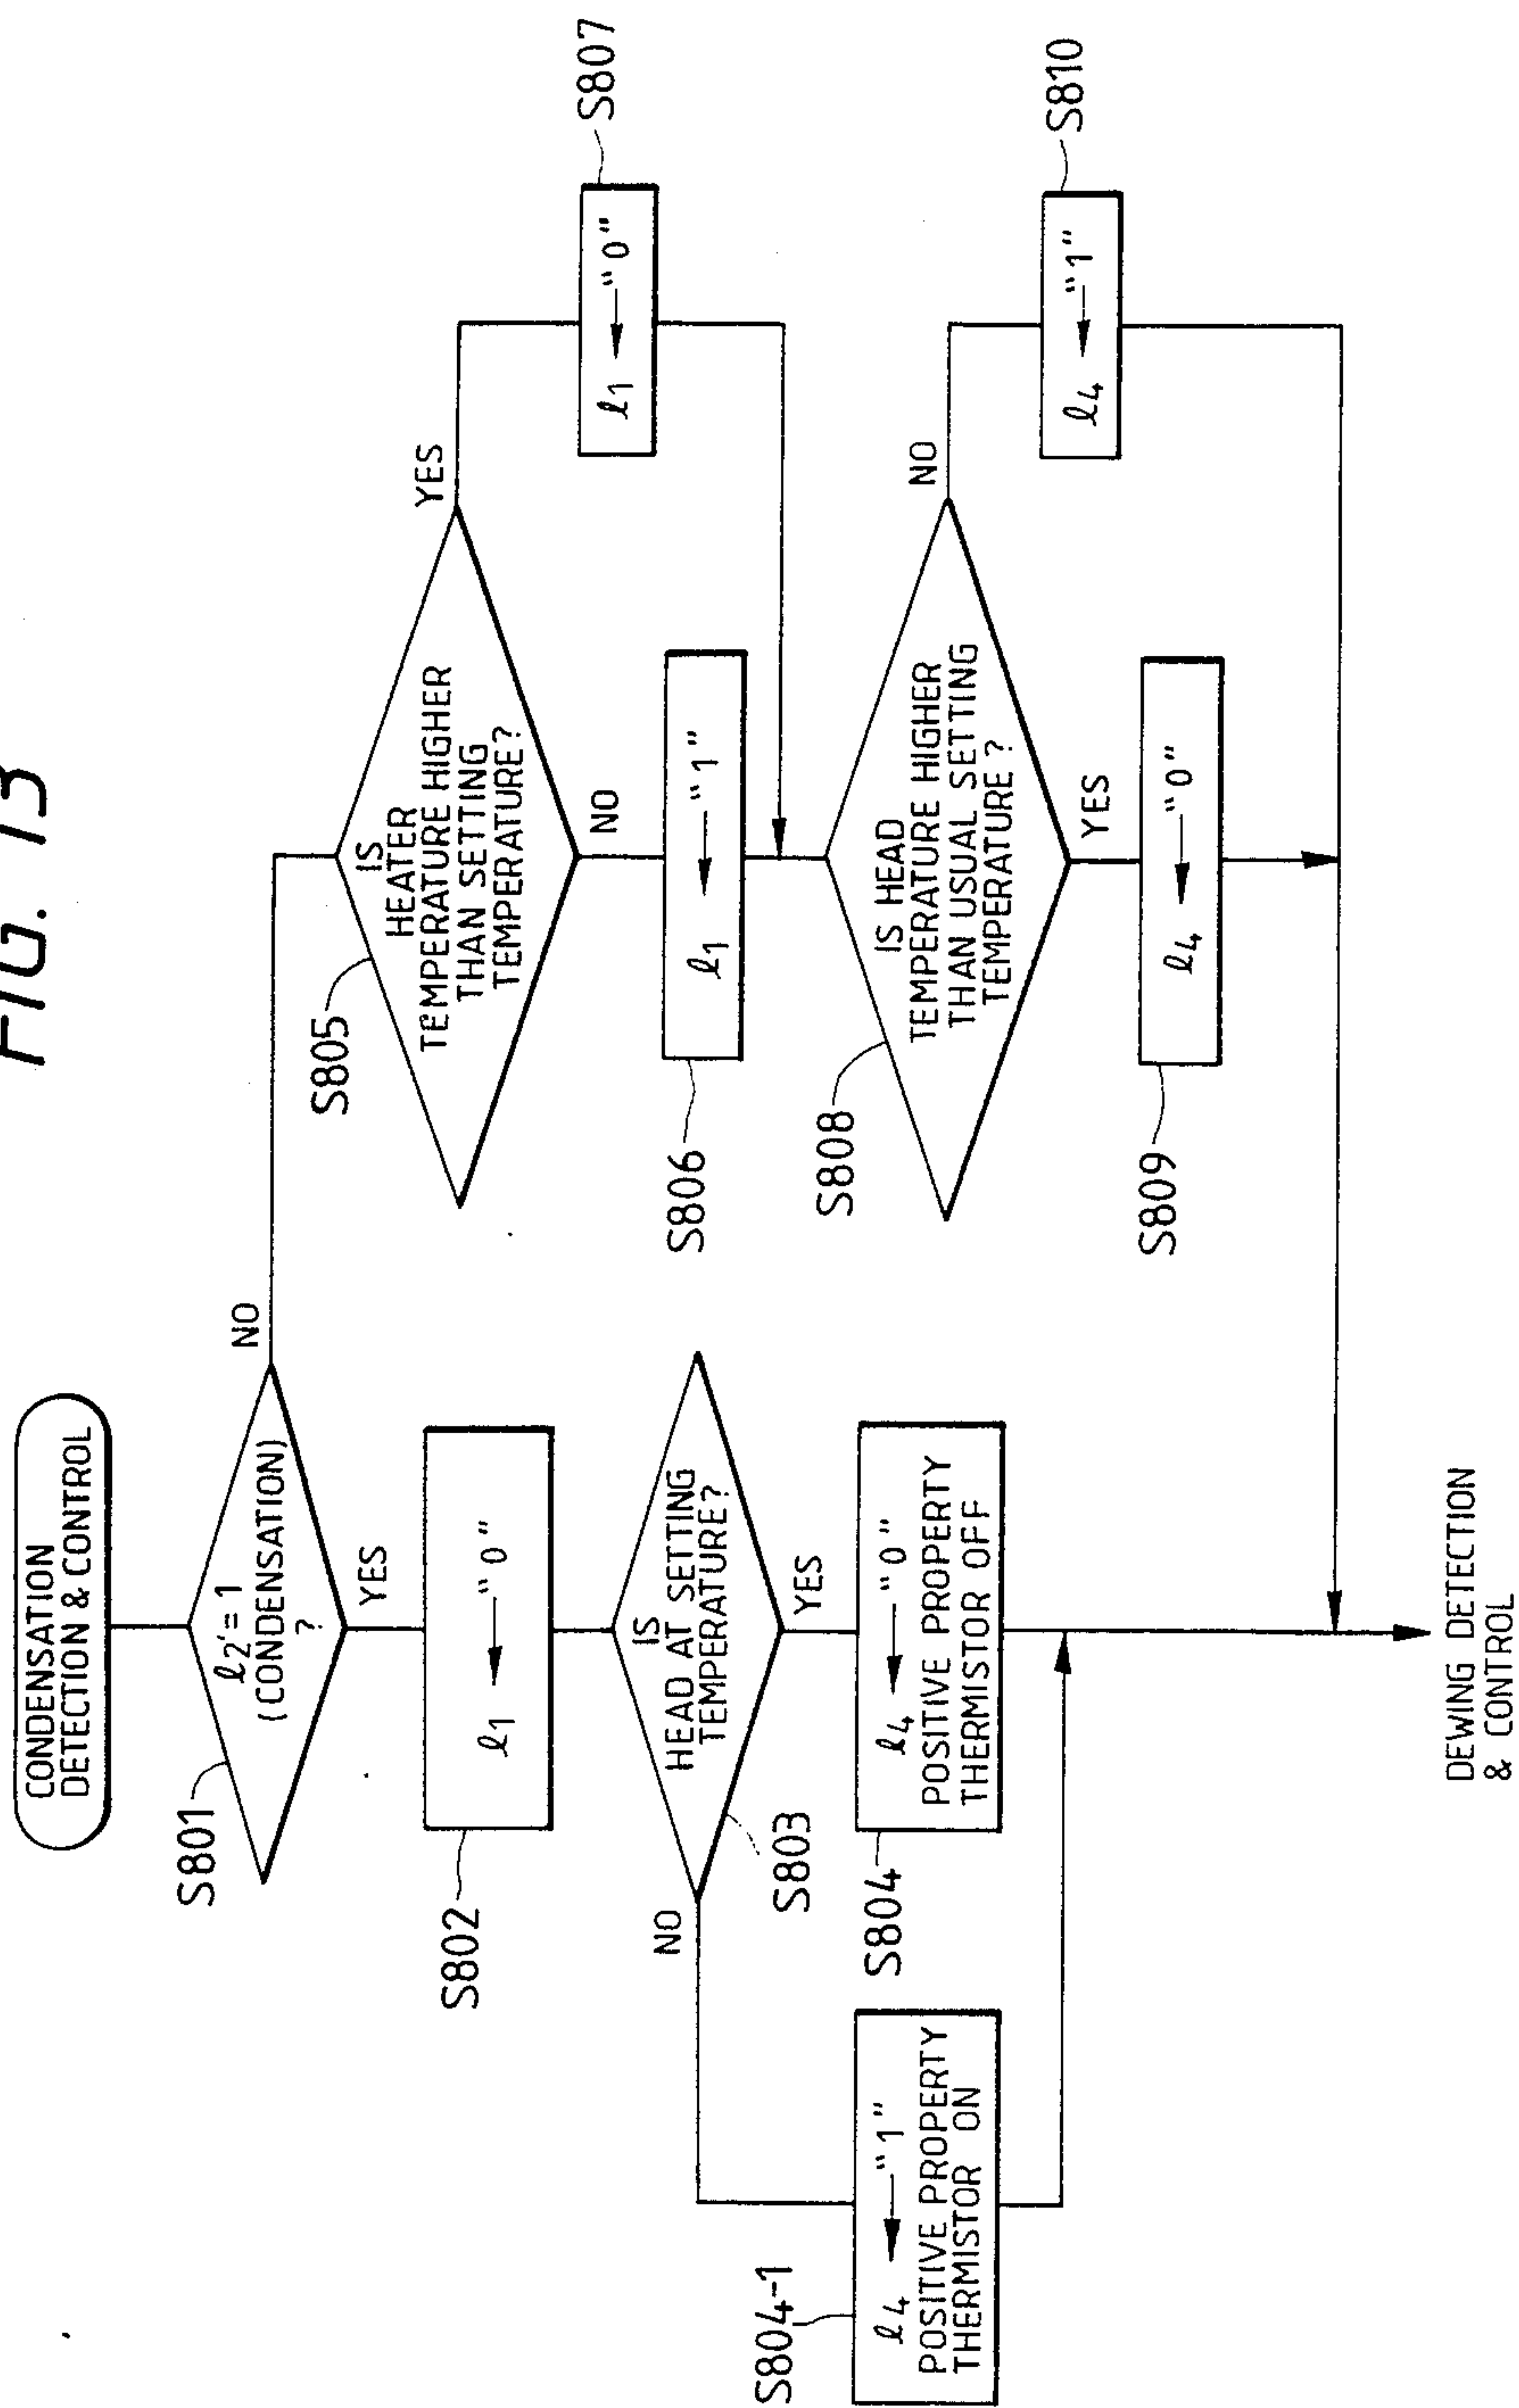 FIG. 13
CONDENSATION
DETECTION & CONTROL
S801
ℓ2'=1
(CONDENSATION)
?
NO
YES
S802
ℓ1 ← "0"
S803
IS
HEAD AT SETTING
TEMPERATURE?
NO
YES
S804-1
ℓ4 ← "1"
POSITIVE PROPERTY
THERMISTOR ON
S804
ℓ4 ← "0"
POSITIVE PROPERTY
THERMISTOR OFF
S805
IS
HEATER
TEMPERATURE HIGHER
THAN SETTING
TEMPERATURE?
YES
NO
S806
ℓ1 ← "1"
S807
ℓ1 ← "0"
S808
IS HEAD
TEMPERATURE HIGHER
THAN USUAL SETTING
TEMPERATURE?
NO
YES
S809
ℓ4 ← "0"
S810
ℓ4 ← "1"
DEWING DETECTION
& CONTROL